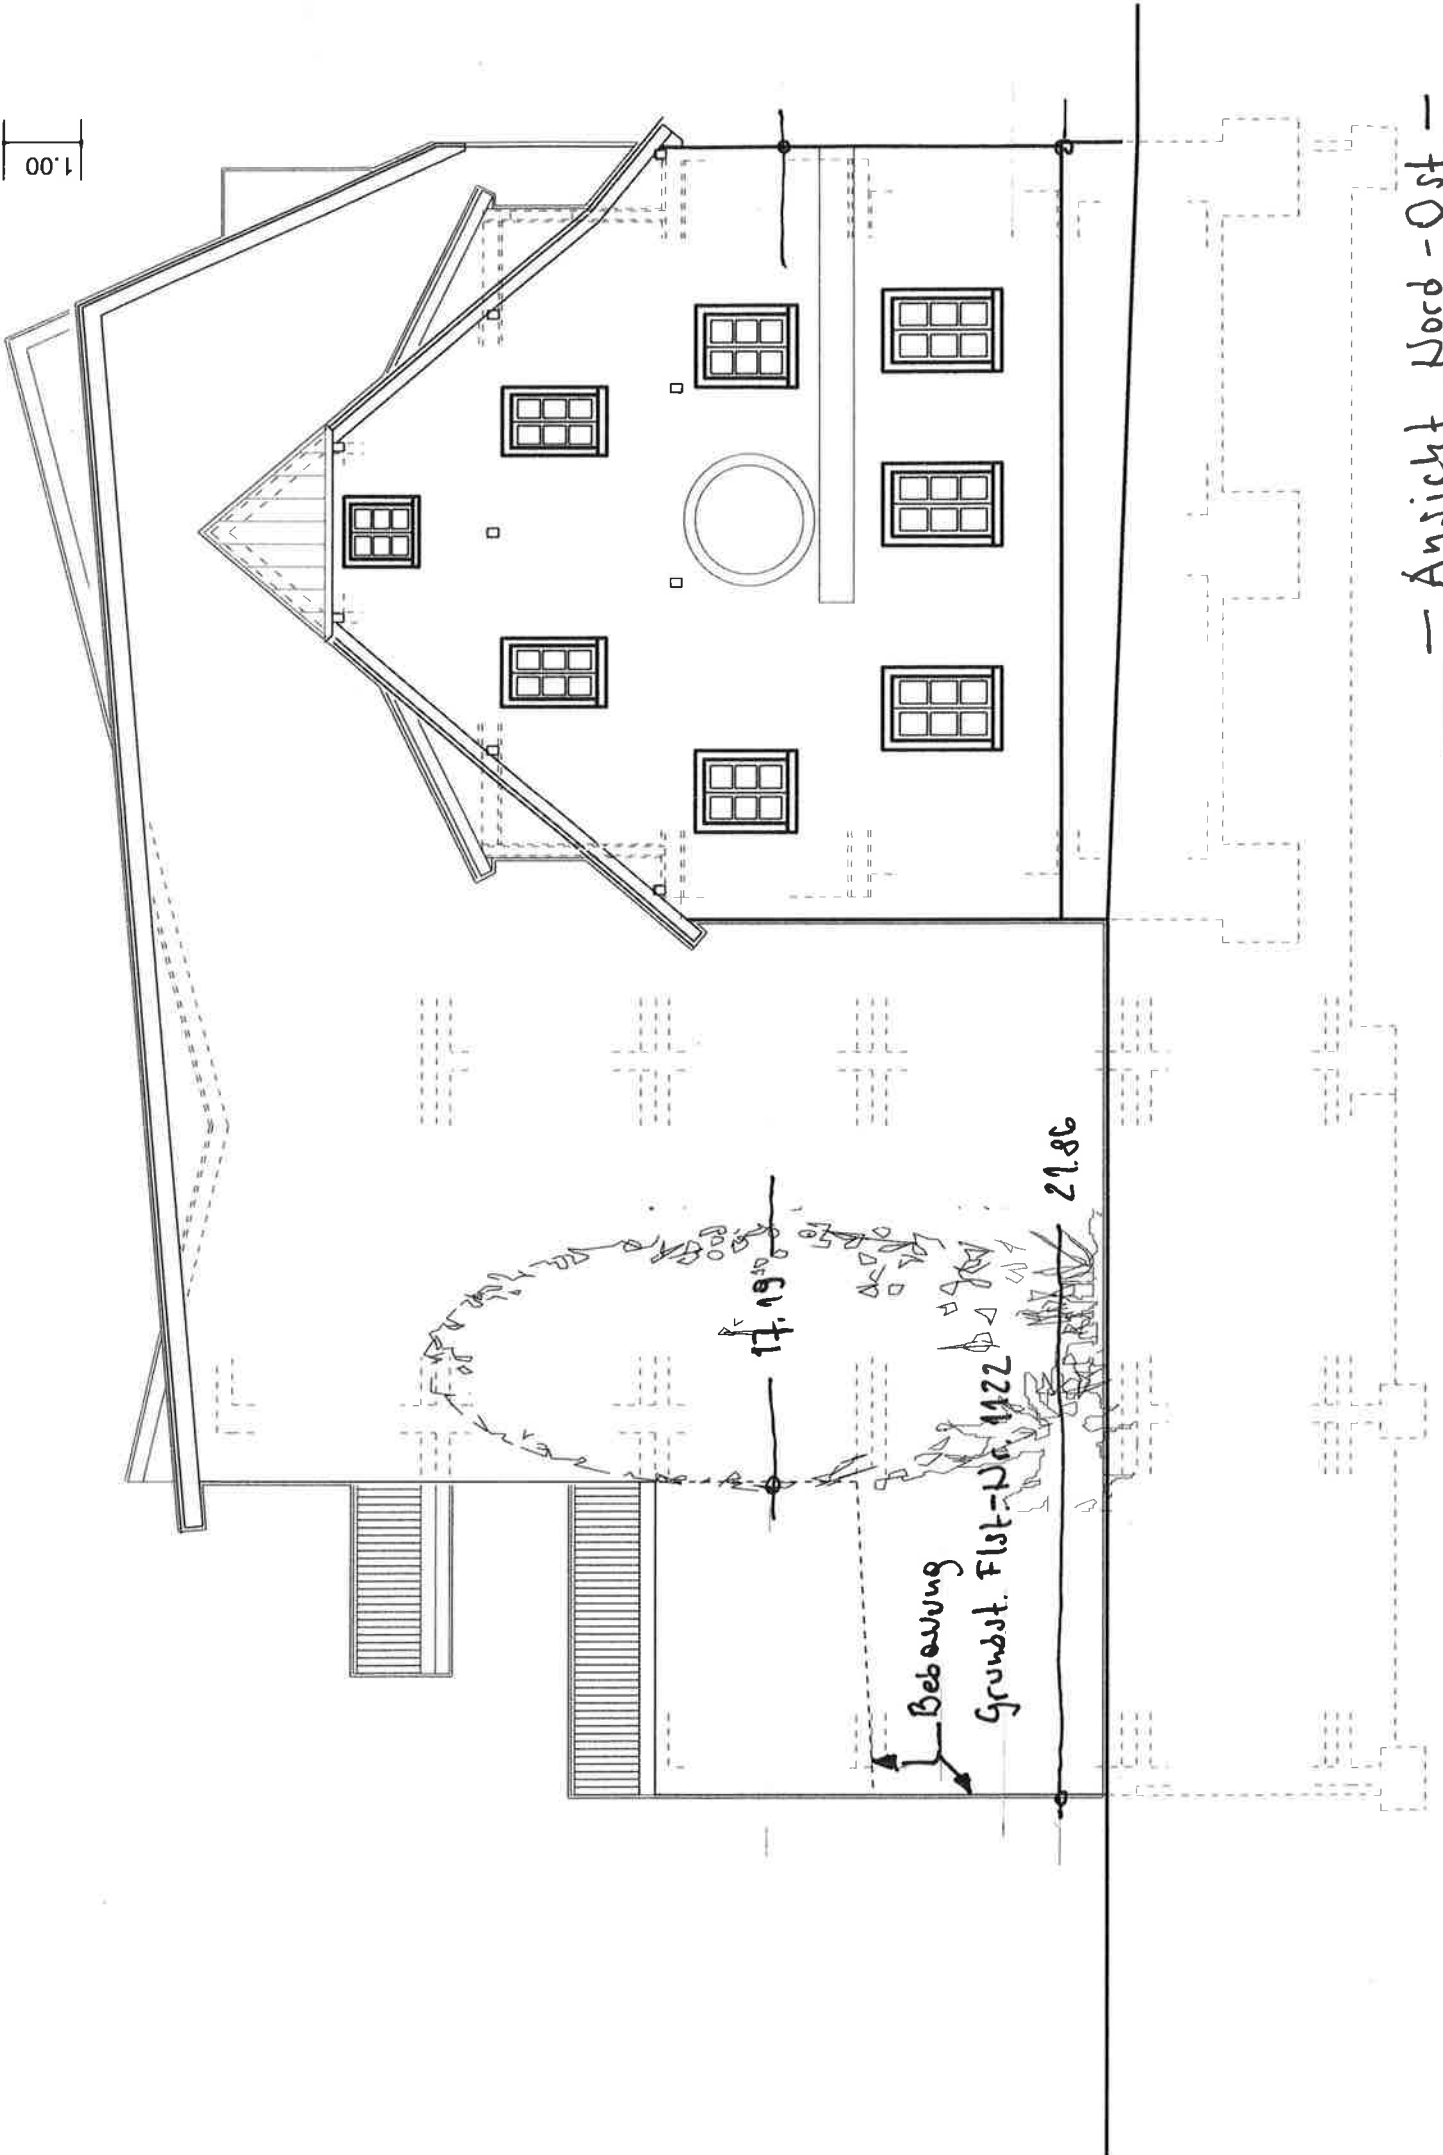 1.00
17.19
21.86
Bebauung
Grundst. Flst-Nr. 1122
— Ansicht Nord-Ost —